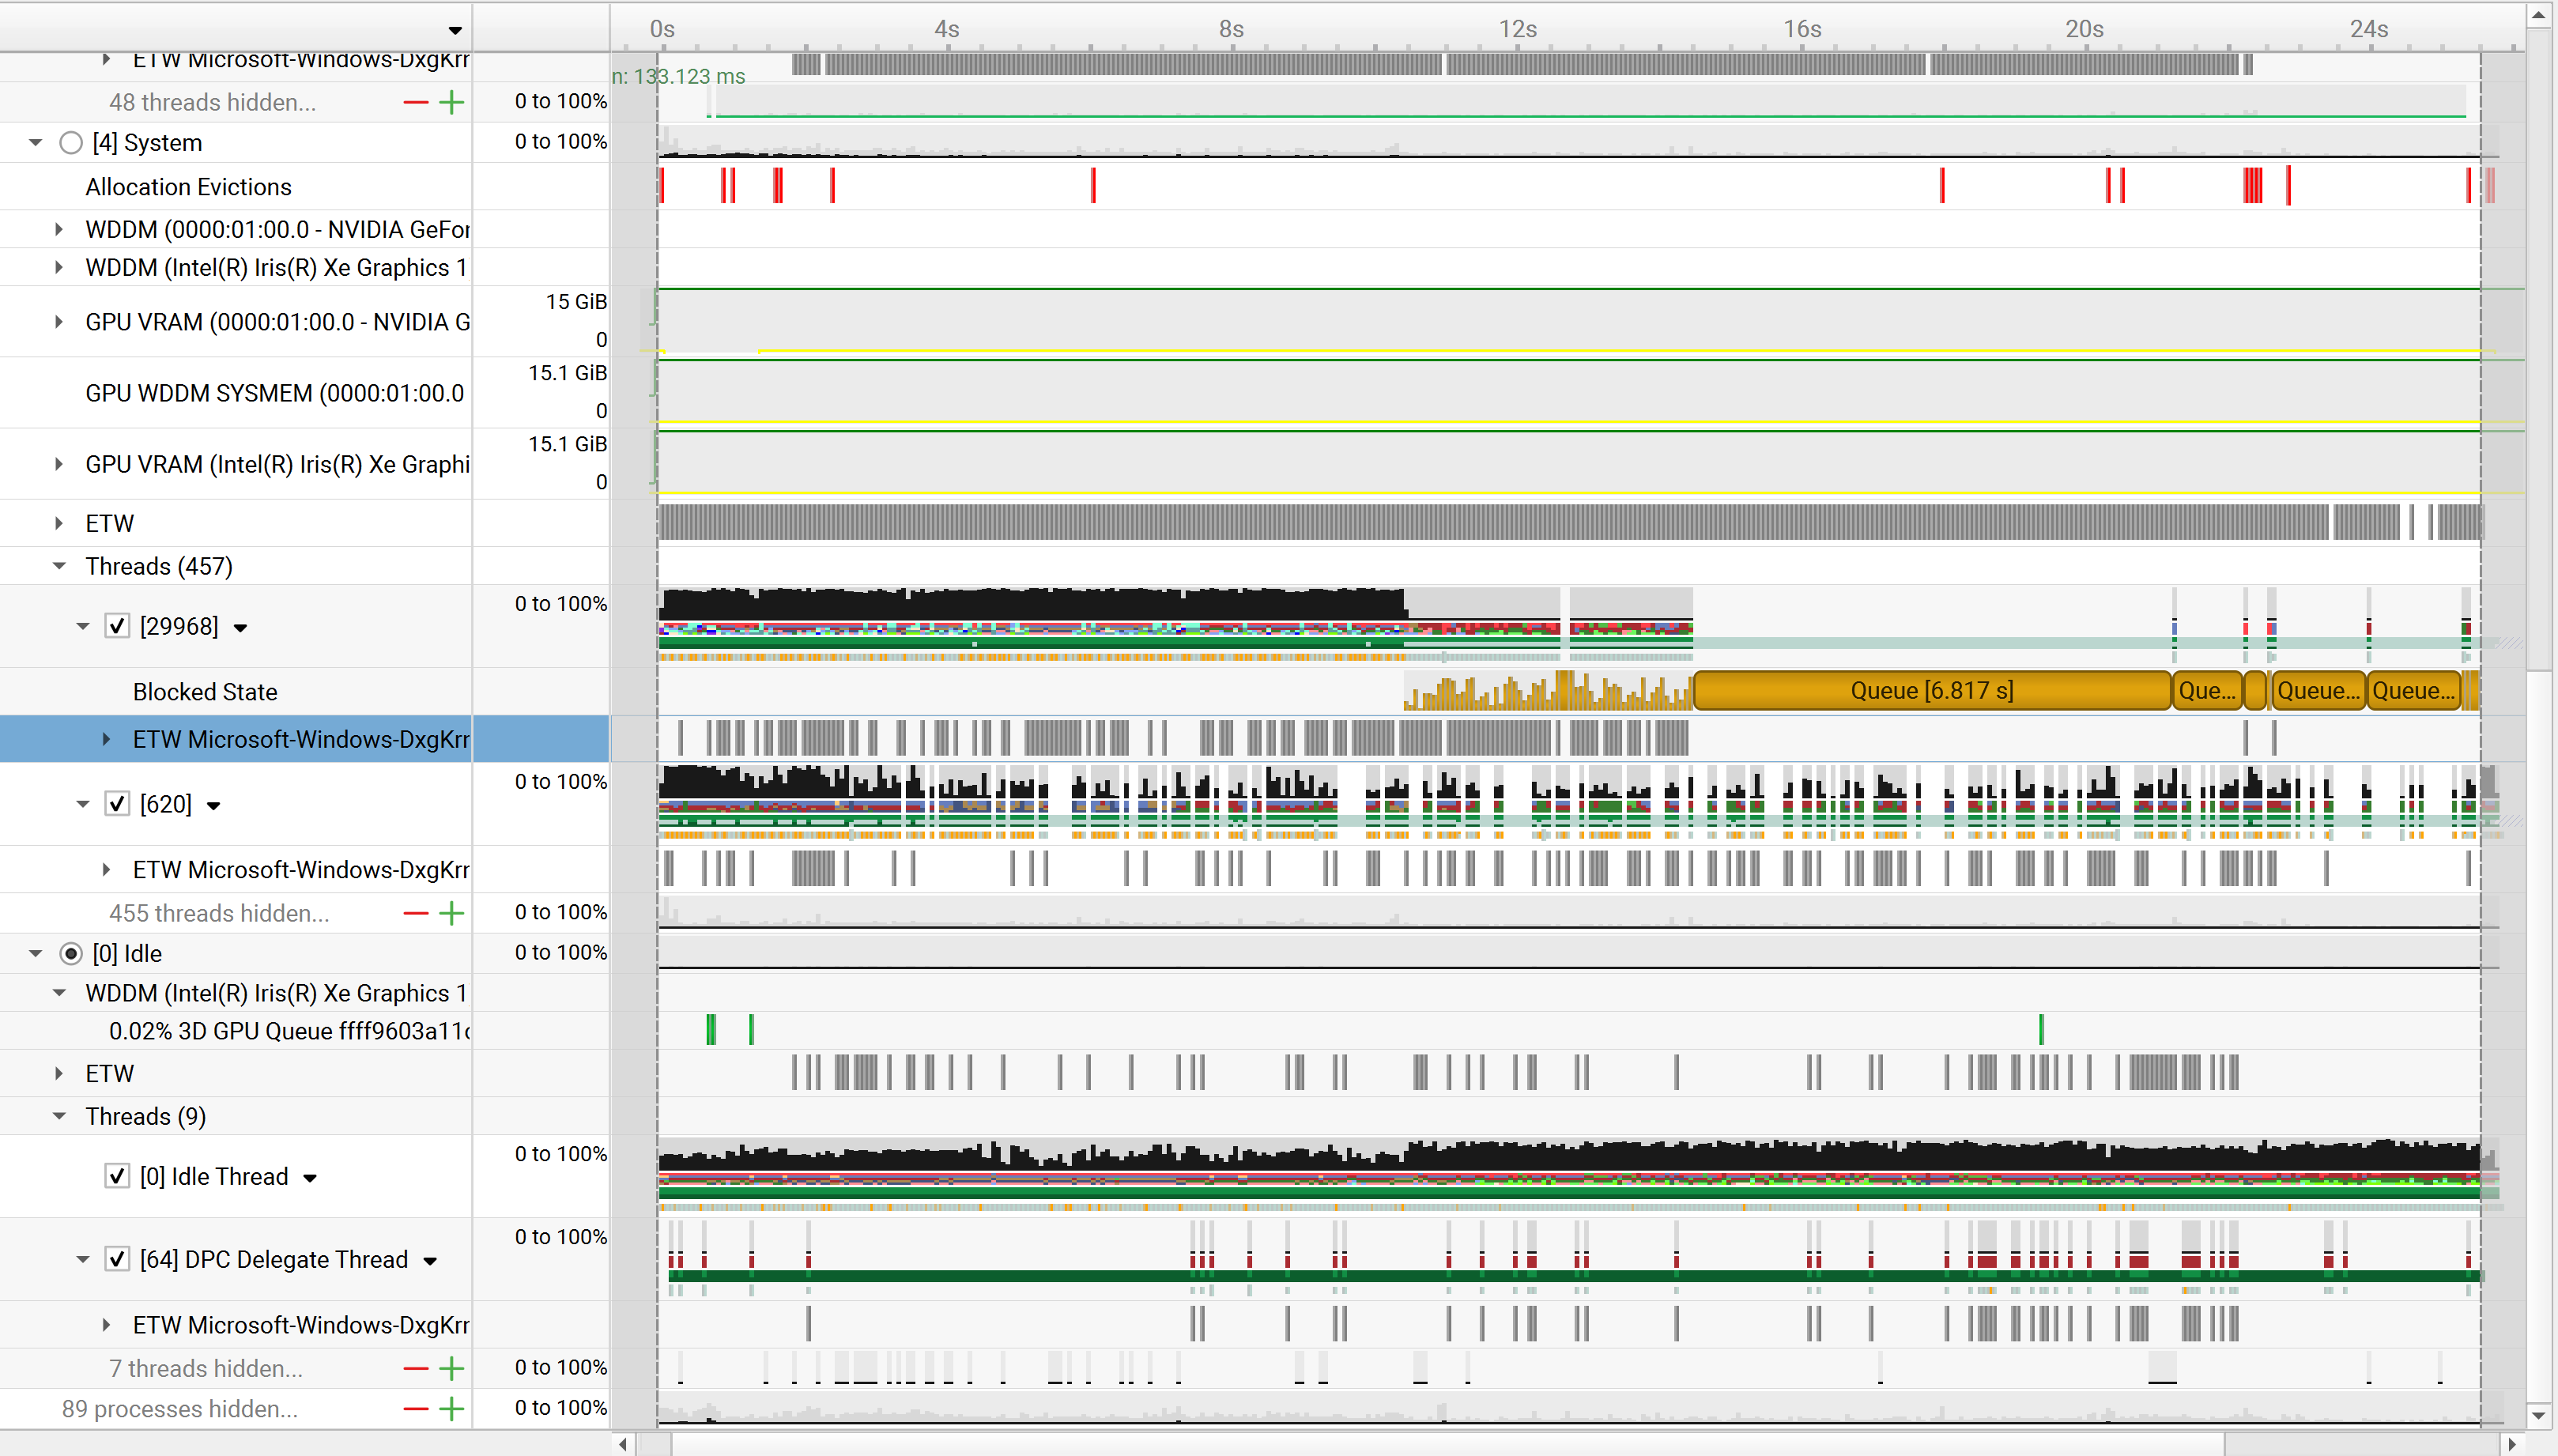 0s 4s 8s 12s 16s 20s 24s
ETW Microsoft-Windows-DxgKrr
n: 133.123 ms
48 threads hidden... 0 to 100%
[4] System 0 to 100%
Allocation Evictions
WDDM (0000:01:00.0 - NVIDIA GeFor
WDDM (Intel(R) Iris(R) Xe Graphics 1
GPU VRAM (0000:01:00.0 - NVIDIA G 15 GiB
0
GPU WDDM SYSMEM (0000:01:00.0 15.1 GiB
0
GPU VRAM (Intel(R) Iris(R) Xe Graphi 15.1 GiB
0
ETW
Threads (457)
[29968] 0 to 100%
Blocked State Queue [6.817 s] Que... Queue... Queue...
ETW Microsoft-Windows-DxgKrr
[620] 0 to 100%
ETW Microsoft-Windows-DxgKrr
455 threads hidden... 0 to 100%
[0] Idle 0 to 100%
WDDM (Intel(R) Iris(R) Xe Graphics 1
0.02% 3D GPU Queue ffff9603a11c
ETW
Threads (9)
[0] Idle Thread 0 to 100%
[64] DPC Delegate Thread 0 to 100%
ETW Microsoft-Windows-DxgKrr
7 threads hidden... 0 to 100%
89 processes hidden... 0 to 100%